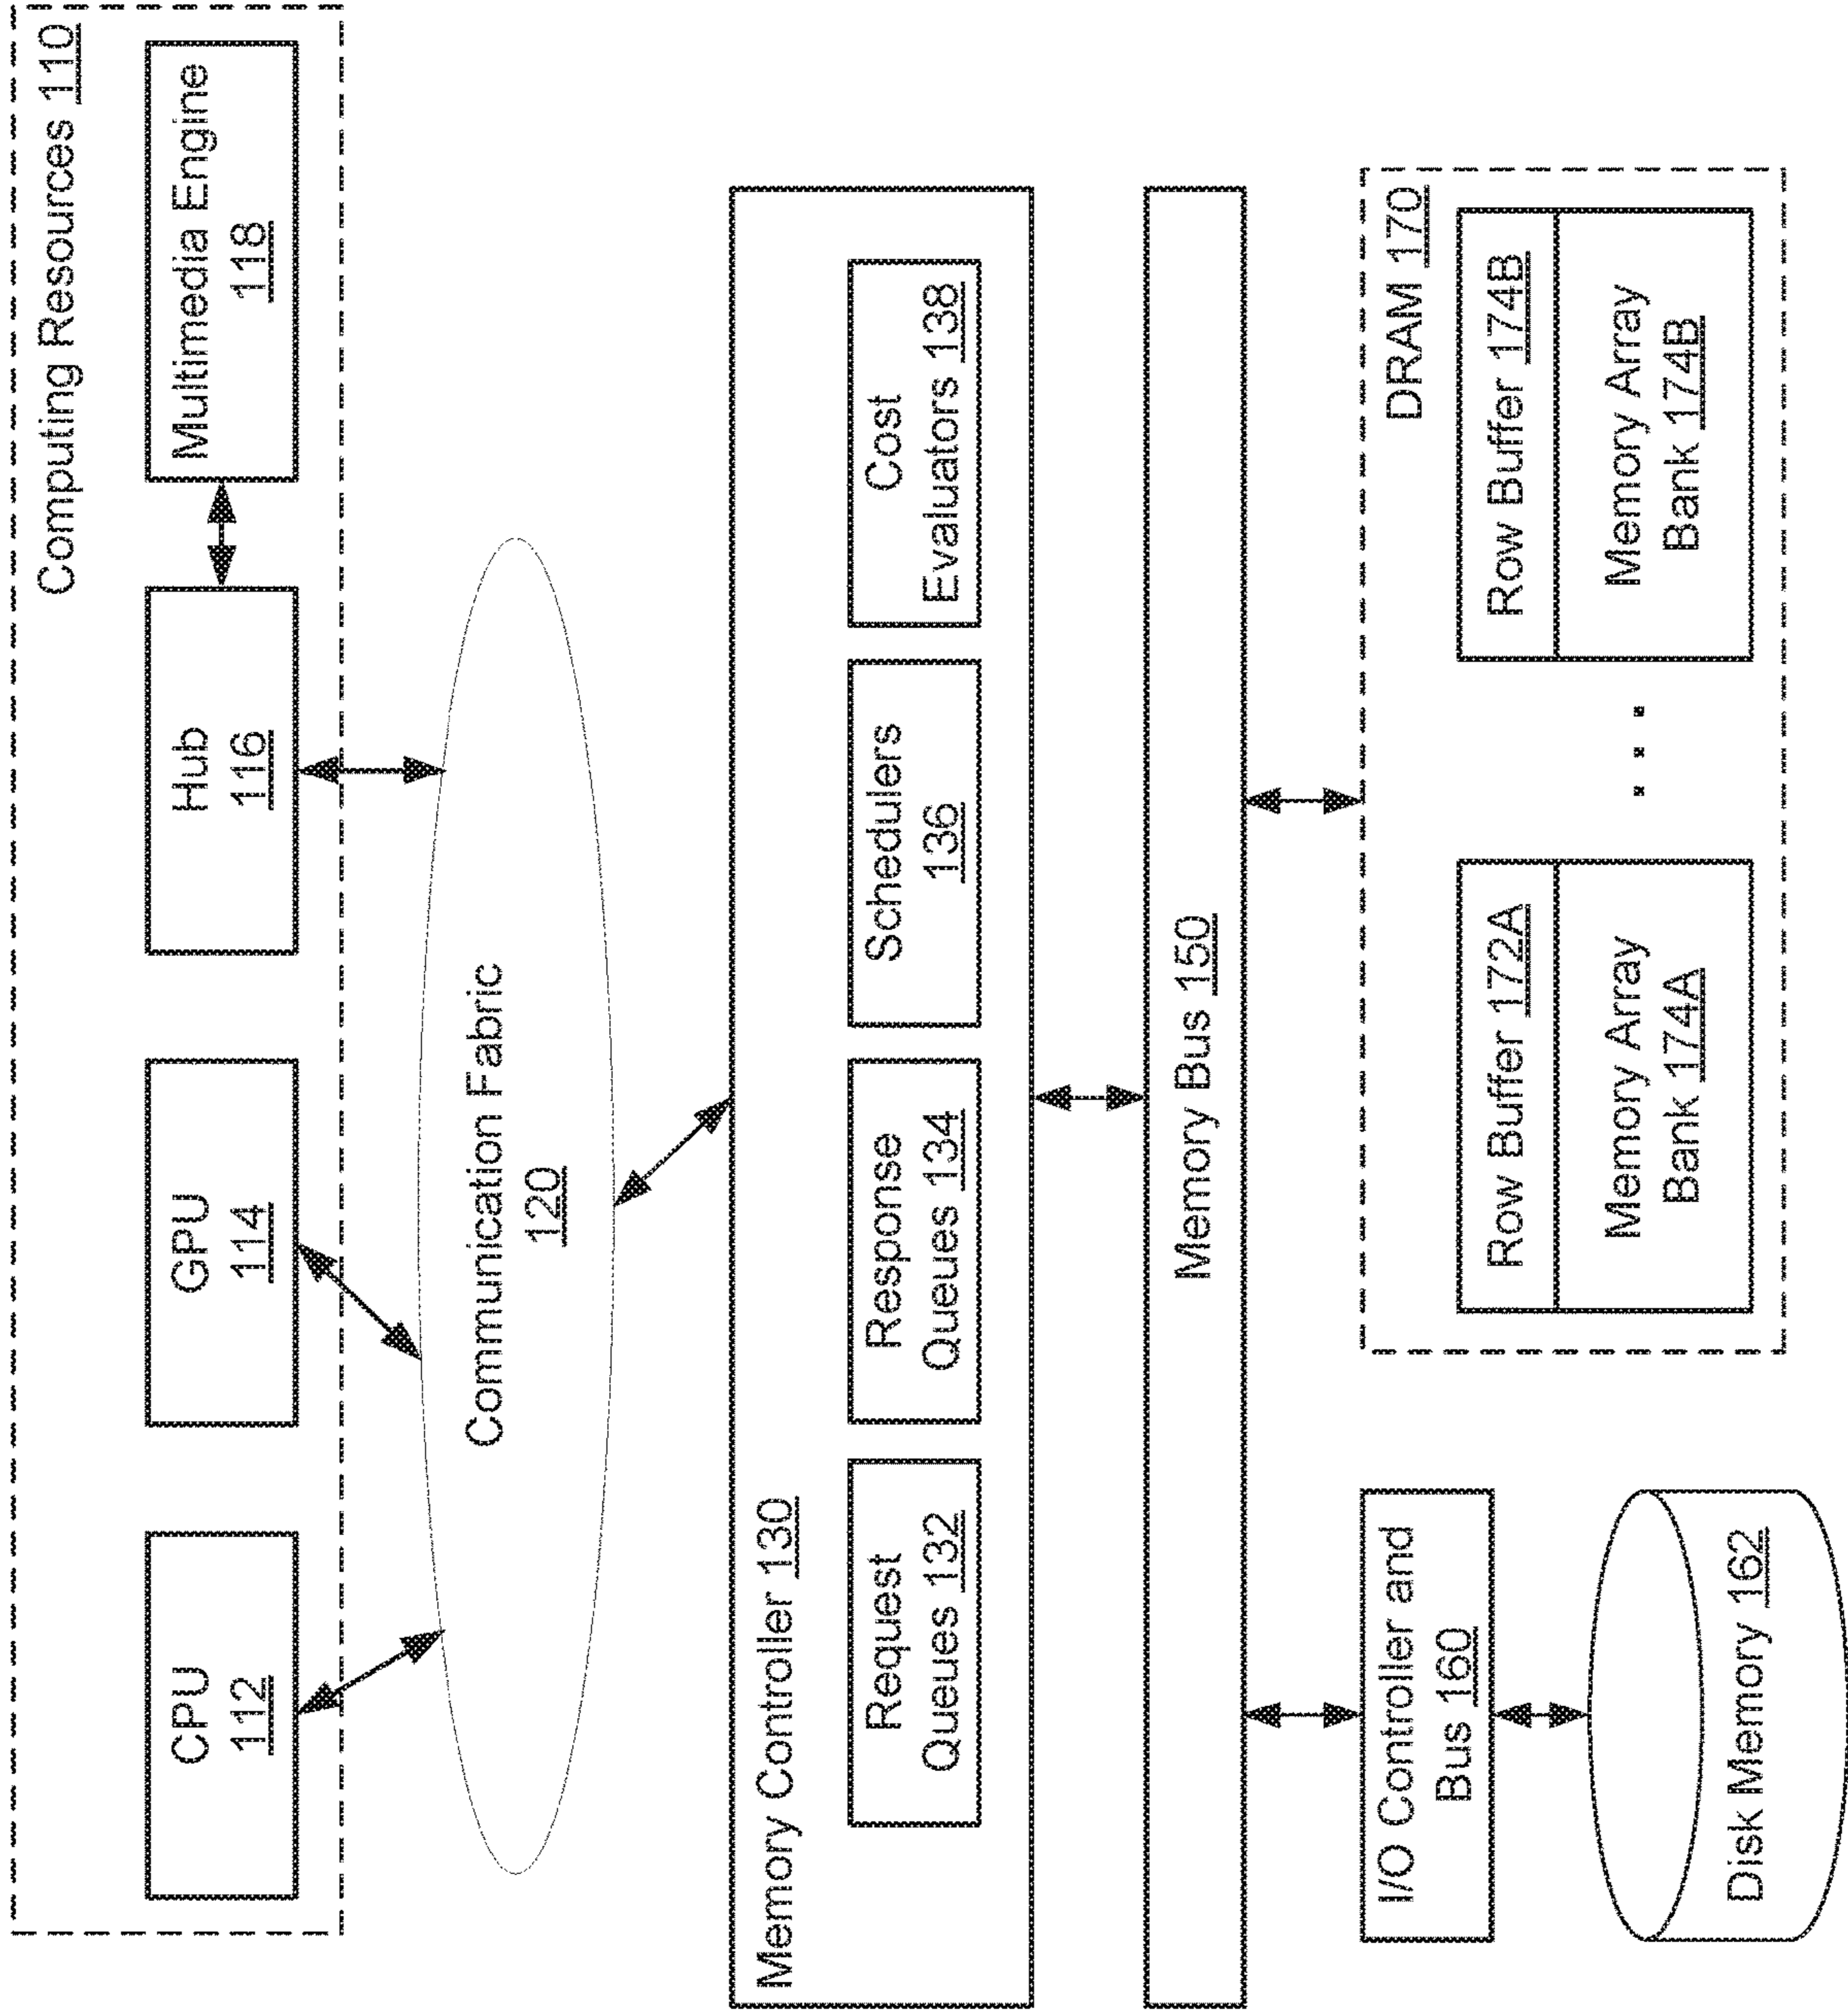 Computing Resources 110
CPU
112
GPU
114
Hub
116
Multimedia Engine
118
Communication Fabric
120
Memory Controller 130
Request
Queues 132
Response
Queues 134
Schedulers
136
Cost
Evaluators 138
Memory Bus 150
I/O Controller and
Bus 160
Disk Memory 162
DRAM 170
Row Buffer 172A
Memory Array
Bank 174A
. . .
Row Buffer 174B
Memory Array
Bank 174B